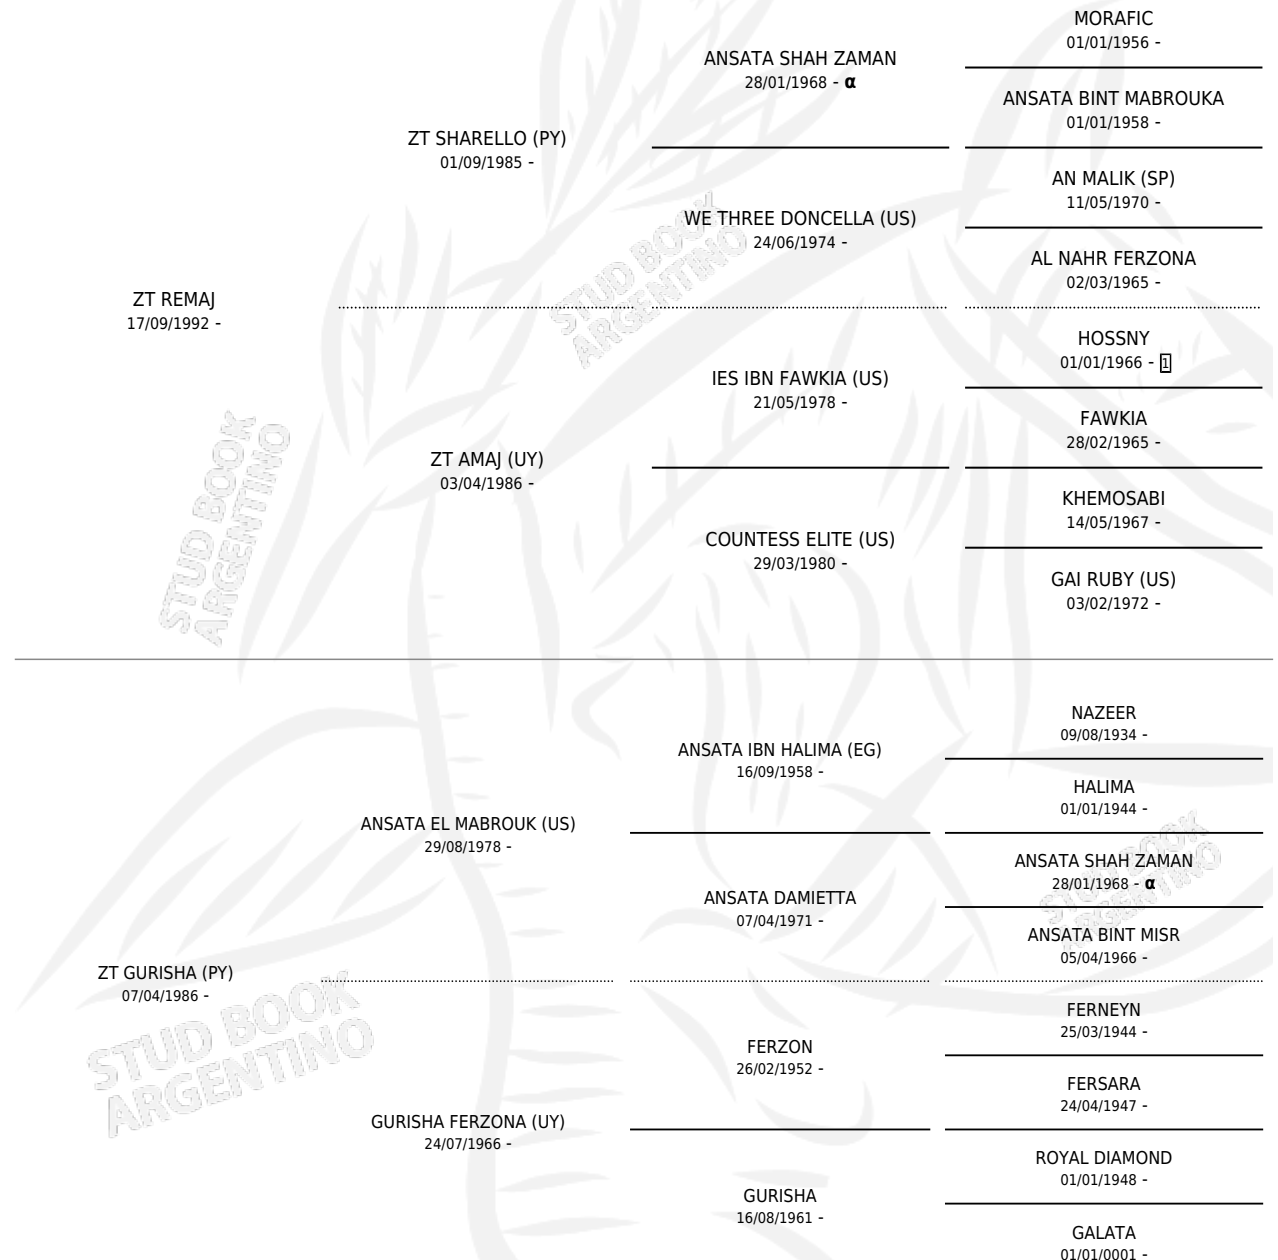 MORAFIC
01/01/1956 -
ANSATA SHAH ZAMAN
28/01/1968 - α
ANSATA BINT MABROUKA
01/01/1958 -
ZT SHARELLO (PY)
01/09/1985 -
AN MALIK (SP)
11/05/1970 -
WE THREE DONCELLA (US)
24/06/1974 -
AL NAHR FERZONA
02/03/1965 -
STUD BOOK
ARGENTINO
ZT REMAJ
17/09/1992 -
HOSSNY
01/01/1966 - 1
IES IBN FAWKIA (US)
21/05/1978 -
FAWKIA
28/02/1965 -
ZT AMAJ (UY)
03/04/1986 -
KHEMOSABI
14/05/1967 -
COUNTESS ELITE (US)
29/03/1980 -
GAI RUBY (US)
03/02/1972 -
STUD BOOK
ARGENTINO
NAZEER
09/08/1934 -
ANSATA IBN HALIMA (EG)
16/09/1958 -
HALIMA
01/01/1944 -
ANSATA EL MABROUK (US)
29/08/1978 -
ANSATA SHAH ZAMAN
28/01/1968 - α
STUD BOOK
ARGENTINO
ANSATA DAMIETTA
07/04/1971 -
ANSATA BINT MISR
05/04/1966 -
ZT GURISHA (PY)
07/04/1986 -
STUD BOOK
ARGENTINO
FERNEYN
25/03/1944 -
FERZON
26/02/1952 -
FERSARA
24/04/1947 -
GURISHA FERZONA (UY)
24/07/1966 -
ROYAL DIAMOND
01/01/1948 -
GURISHA
16/08/1961 -
GALATA
01/01/0001 -